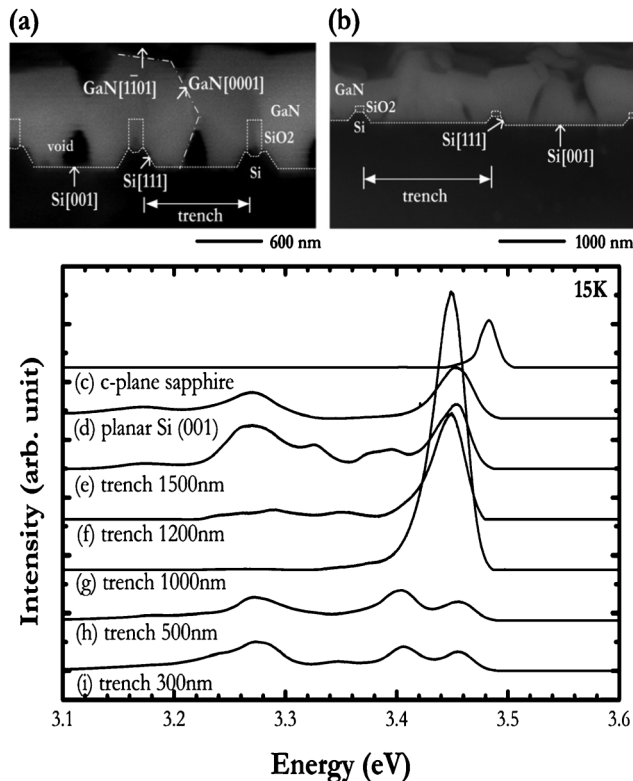 (a)
GaN[1-101]
GaN[0001]
GaN
SiO2
void
Si[111]
Si
Si[001]
trench
600 nm
(b)
GaN
SiO2
Si
Si[111]
Si[001]
trench
1000 nm
15K
(c) c-plane sapphire
(d) planar Si (001)
(e) trench 1500nm
(f) trench 1200nm
(g) trench 1000nm
(h) trench 500nm
(i) trench 300nm
Intensity (arb. unit)
3.1 3.2 3.3 3.4 3.5 3.6
Energy (eV)